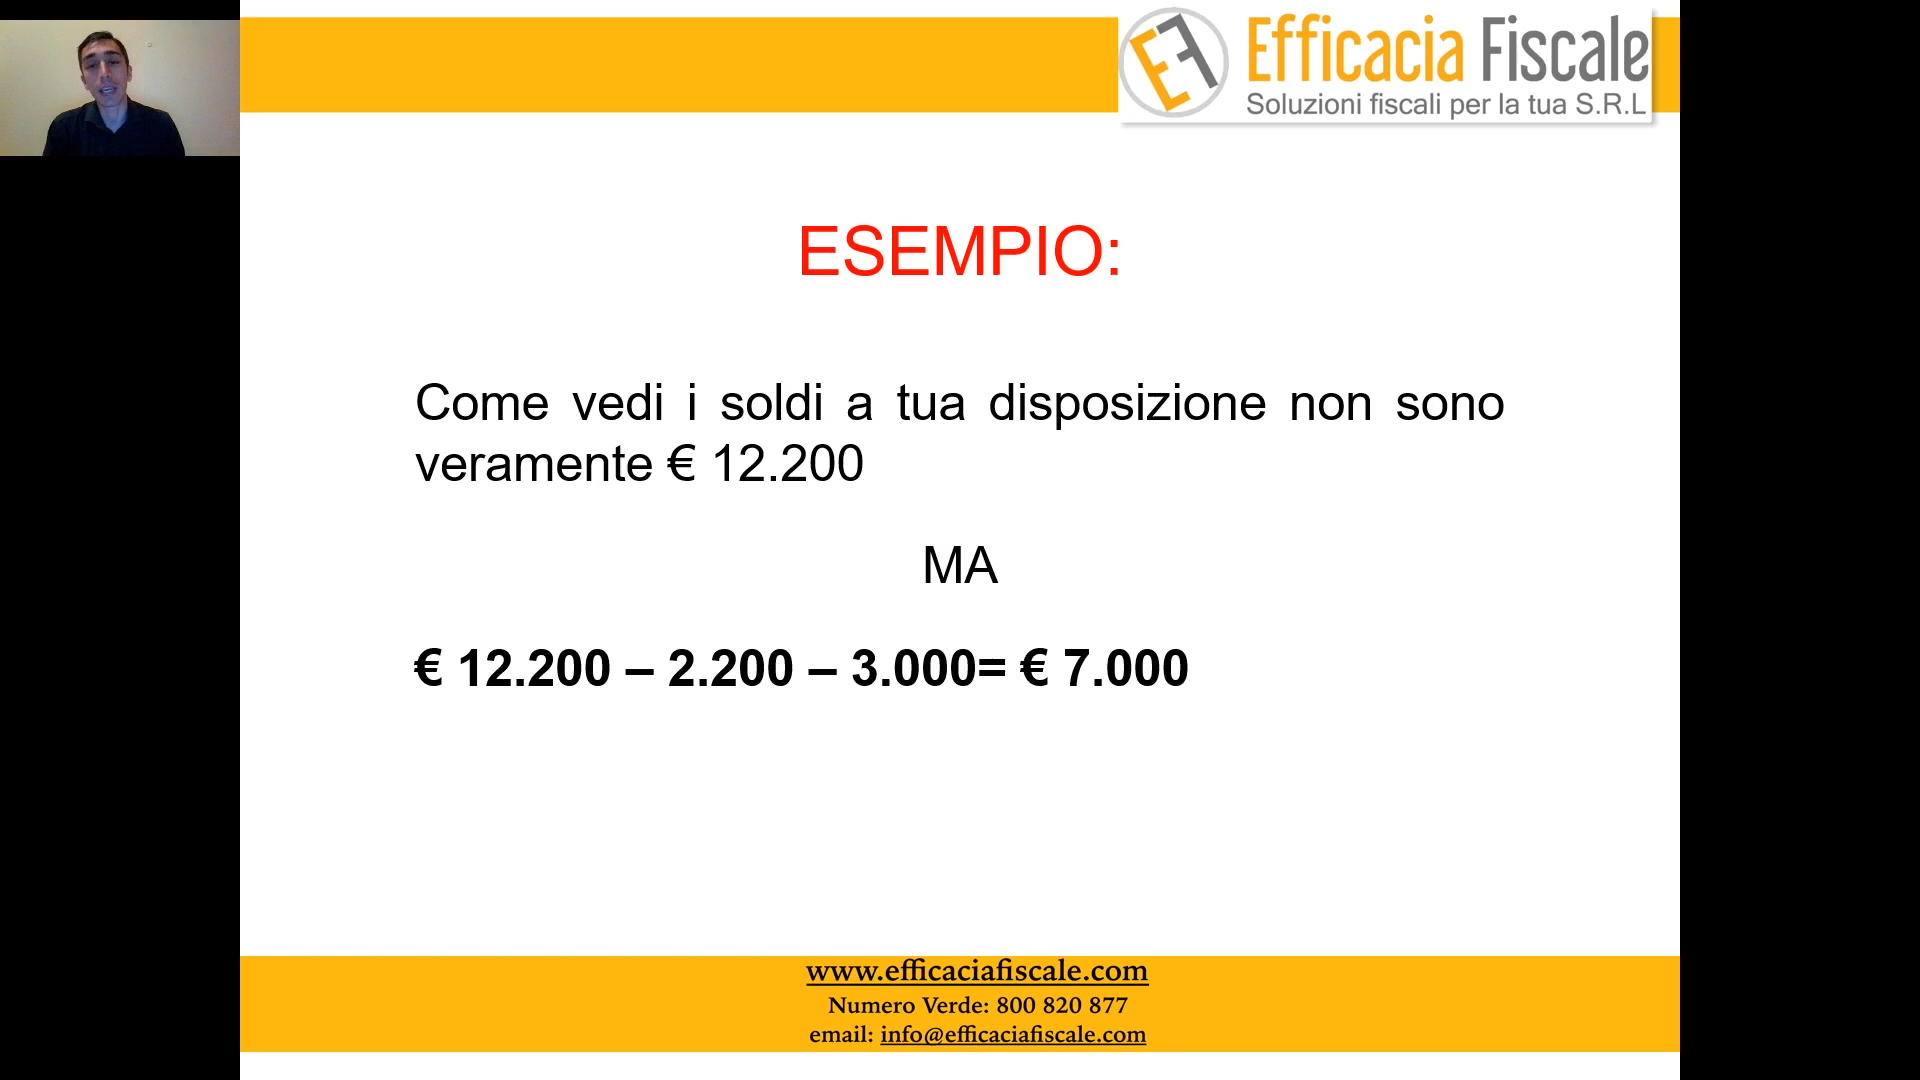 EF
Efficacia Fiscale
Soluzioni fiscali per la tua S.R.L
ESEMPIO:
Come vedi i soldi a tua disposizione non sono
veramente € 12.200
MA
€ 12.200 – 2.200 – 3.000= € 7.000
www.efficaciafiscale.com
Numero Verde: 800 820 877
email: info@efficaciafiscale.com